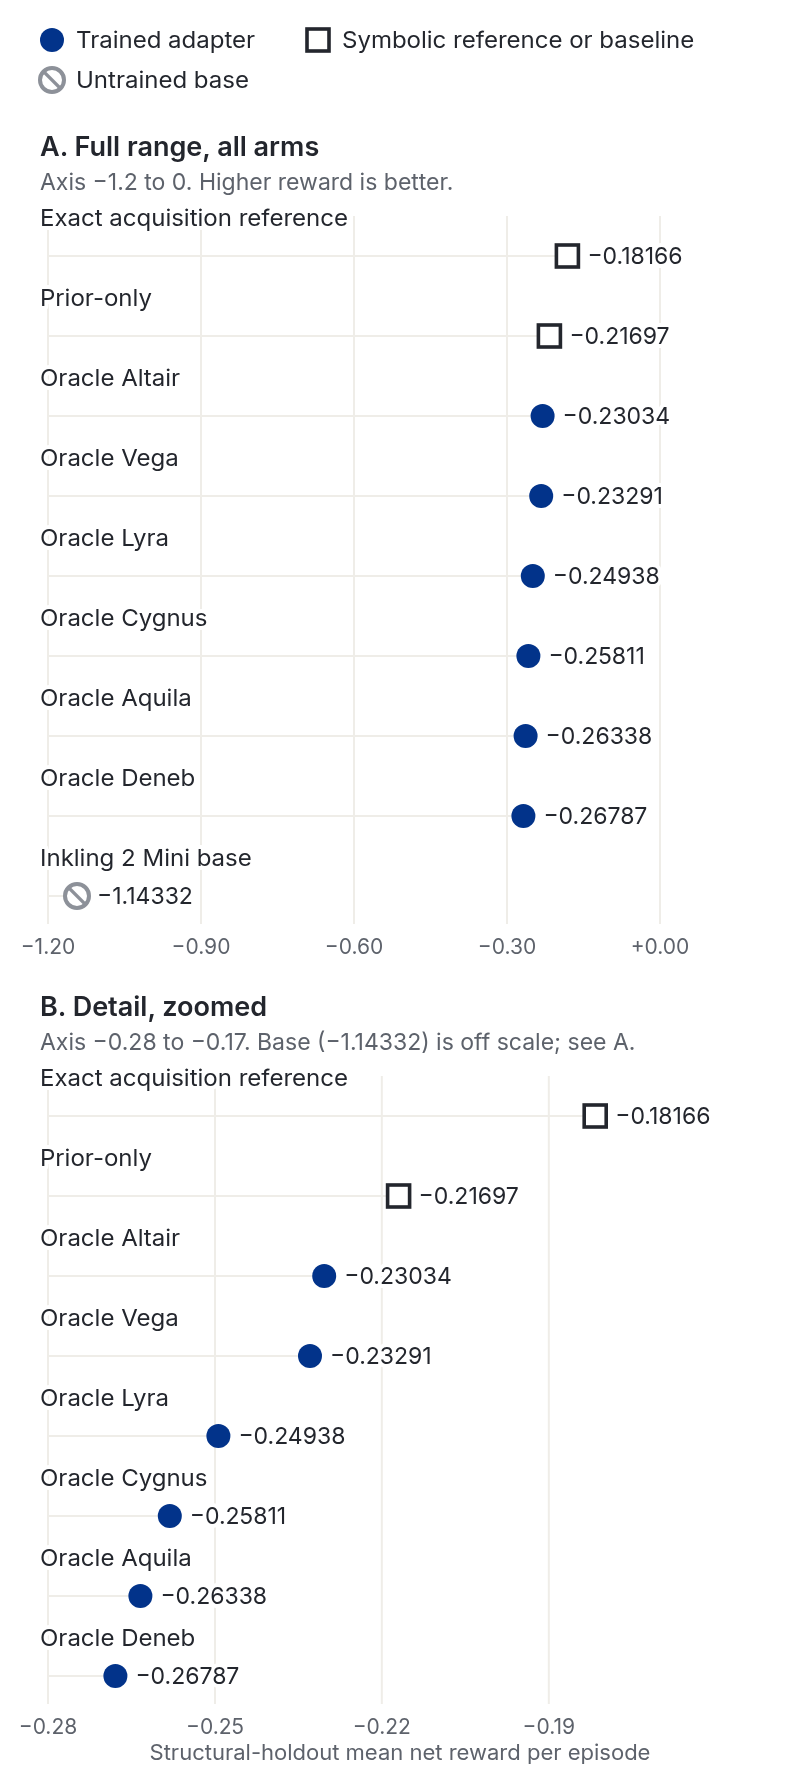 Trained adapter
Symbolic reference or baseline
Untrained base
A. Full range, all arms
Axis −1.2 to 0. Higher reward is better.
Exact acquisition reference
−0.18166
Prior-only
−0.21697
Oracle Altair
−0.23034
Oracle Vega
−0.23291
Oracle Lyra
−0.24938
Oracle Cygnus
−0.25811
Oracle Aquila
−0.26338
Oracle Deneb
−0.26787
Inkling 2 Mini base
−1.14332
−1.20 −0.90 −0.60 −0.30 +0.00
B. Detail, zoomed
Axis −0.28 to −0.17. Base (−1.14332) is off scale; see A.
Exact acquisition reference
−0.18166
Prior-only
−0.21697
Oracle Altair
−0.23034
Oracle Vega
−0.23291
Oracle Lyra
−0.24938
Oracle Cygnus
−0.25811
Oracle Aquila
−0.26338
Oracle Deneb
−0.26787
−0.28 −0.25 −0.22 −0.19
Structural-holdout mean net reward per episode